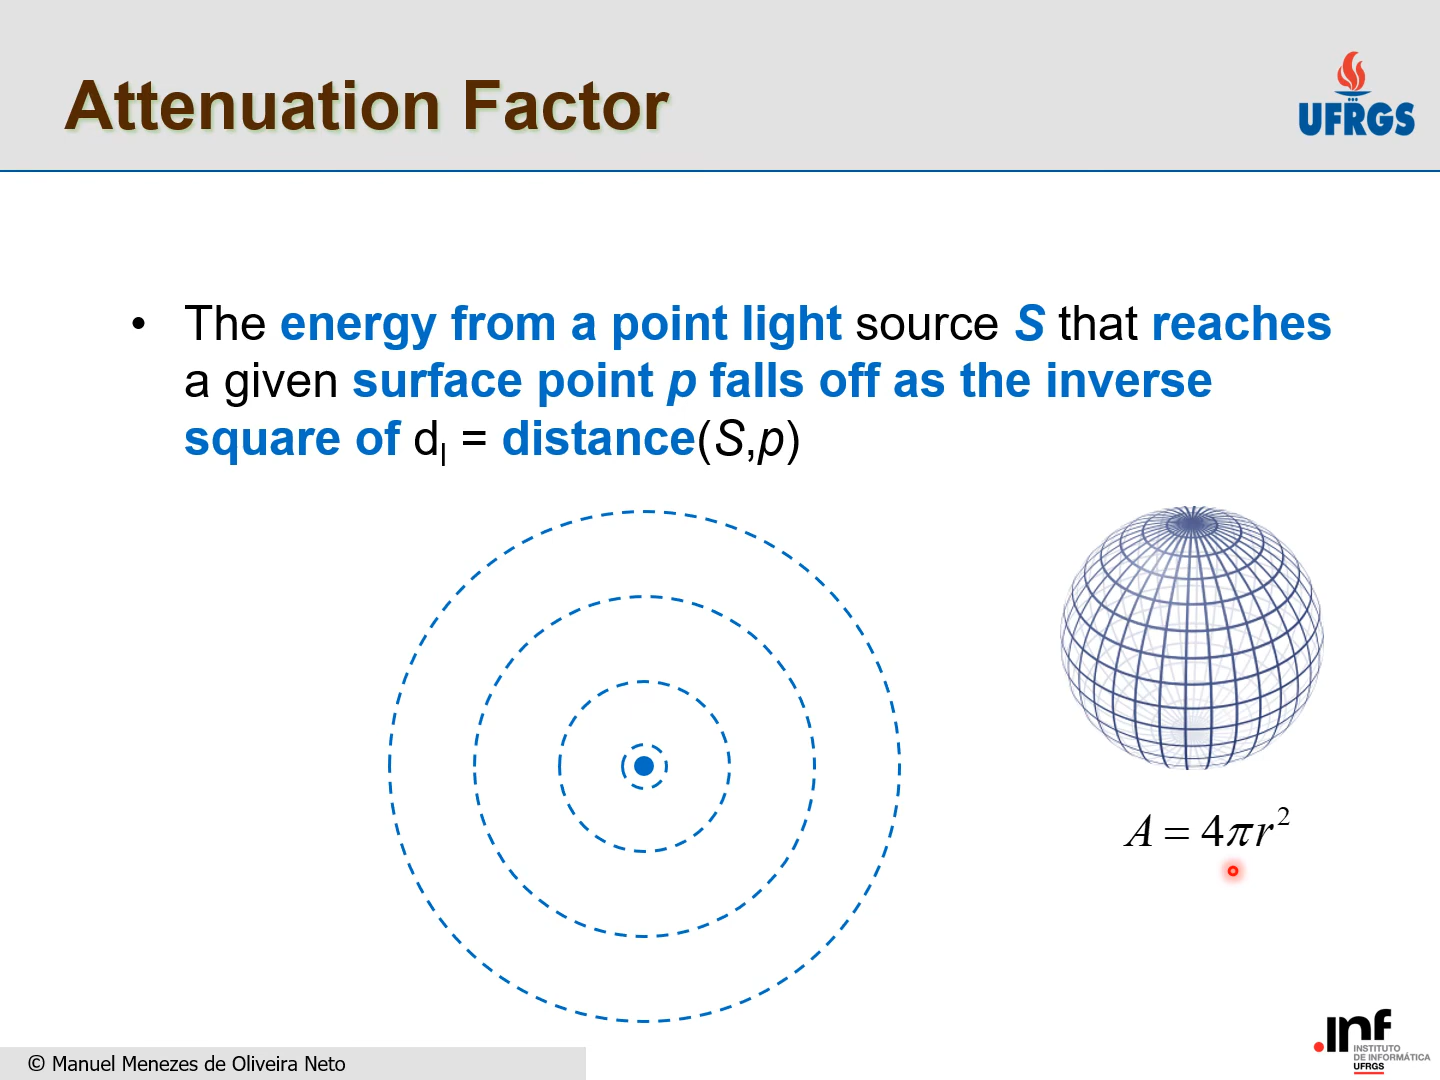 Attenuation Factor
UFRGS
• The energy from a point light source S that reaches
a given surface point p falls off as the inverse
square of dl = distance(S,p)
A = 4πr²
.inf
INSTITUTO
DE INFORMÁTICA
UFRGS
© Manuel Menezes de Oliveira Neto